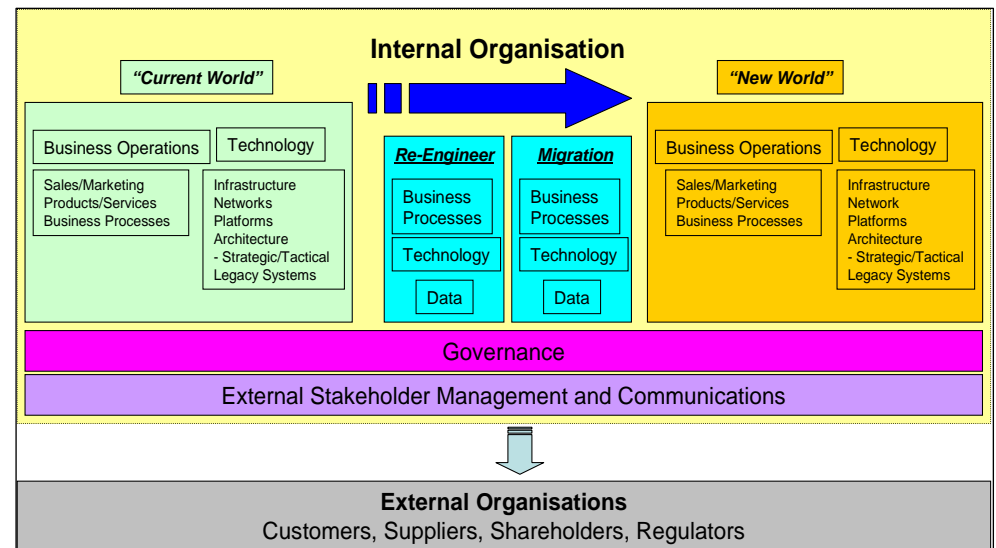 Internal Organisation
"Current World"
Business Operations
Technology
Sales/Marketing
Products/Services
Business Processes
Infrastructure
Networks
Platforms
Architecture
- Strategic/Tactical
Legacy Systems
Re-Engineer
Business
Processes
Technology
Data
Migration
Business
Processes
Technology
Data
"New World"
Business Operations
Technology
Sales/Marketing
Products/Services
Business Processes
Infrastructure
Network
Platforms
Architecture
- Strategic/Tactical
Legacy Systems
Governance
External Stakeholder Management and Communications
External Organisations
Customers, Suppliers, Shareholders, Regulators